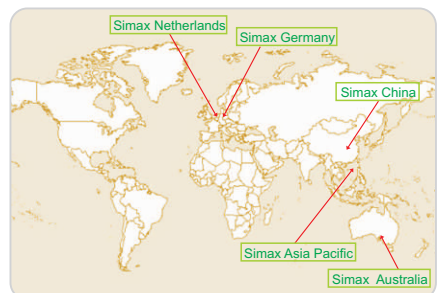 Simax Netherlands
Simax Germany
Simax China
Simax Asia Pacific
Simax Australia